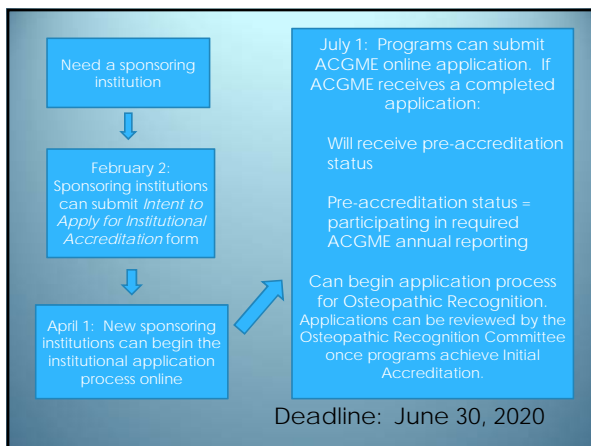 Need a sponsoring
institution
February 2:
Sponsoring institutions
can submit Intent to
Apply for Institutional
Accreditation form
April 1:  New sponsoring
institutions can begin the
institutional application
process online
July 1:  Programs can submit
ACGME online application.  If
ACGME receives a completed
application:
Will receive pre-accreditation
status
Pre-accreditation status =
participating in required
ACGME annual reporting
Can begin application process
for Osteopathic Recognition.
Applications can be reviewed by the
Osteopathic Recognition Committee
once programs achieve Initial
Accreditation.
Deadline:  June 30, 2020